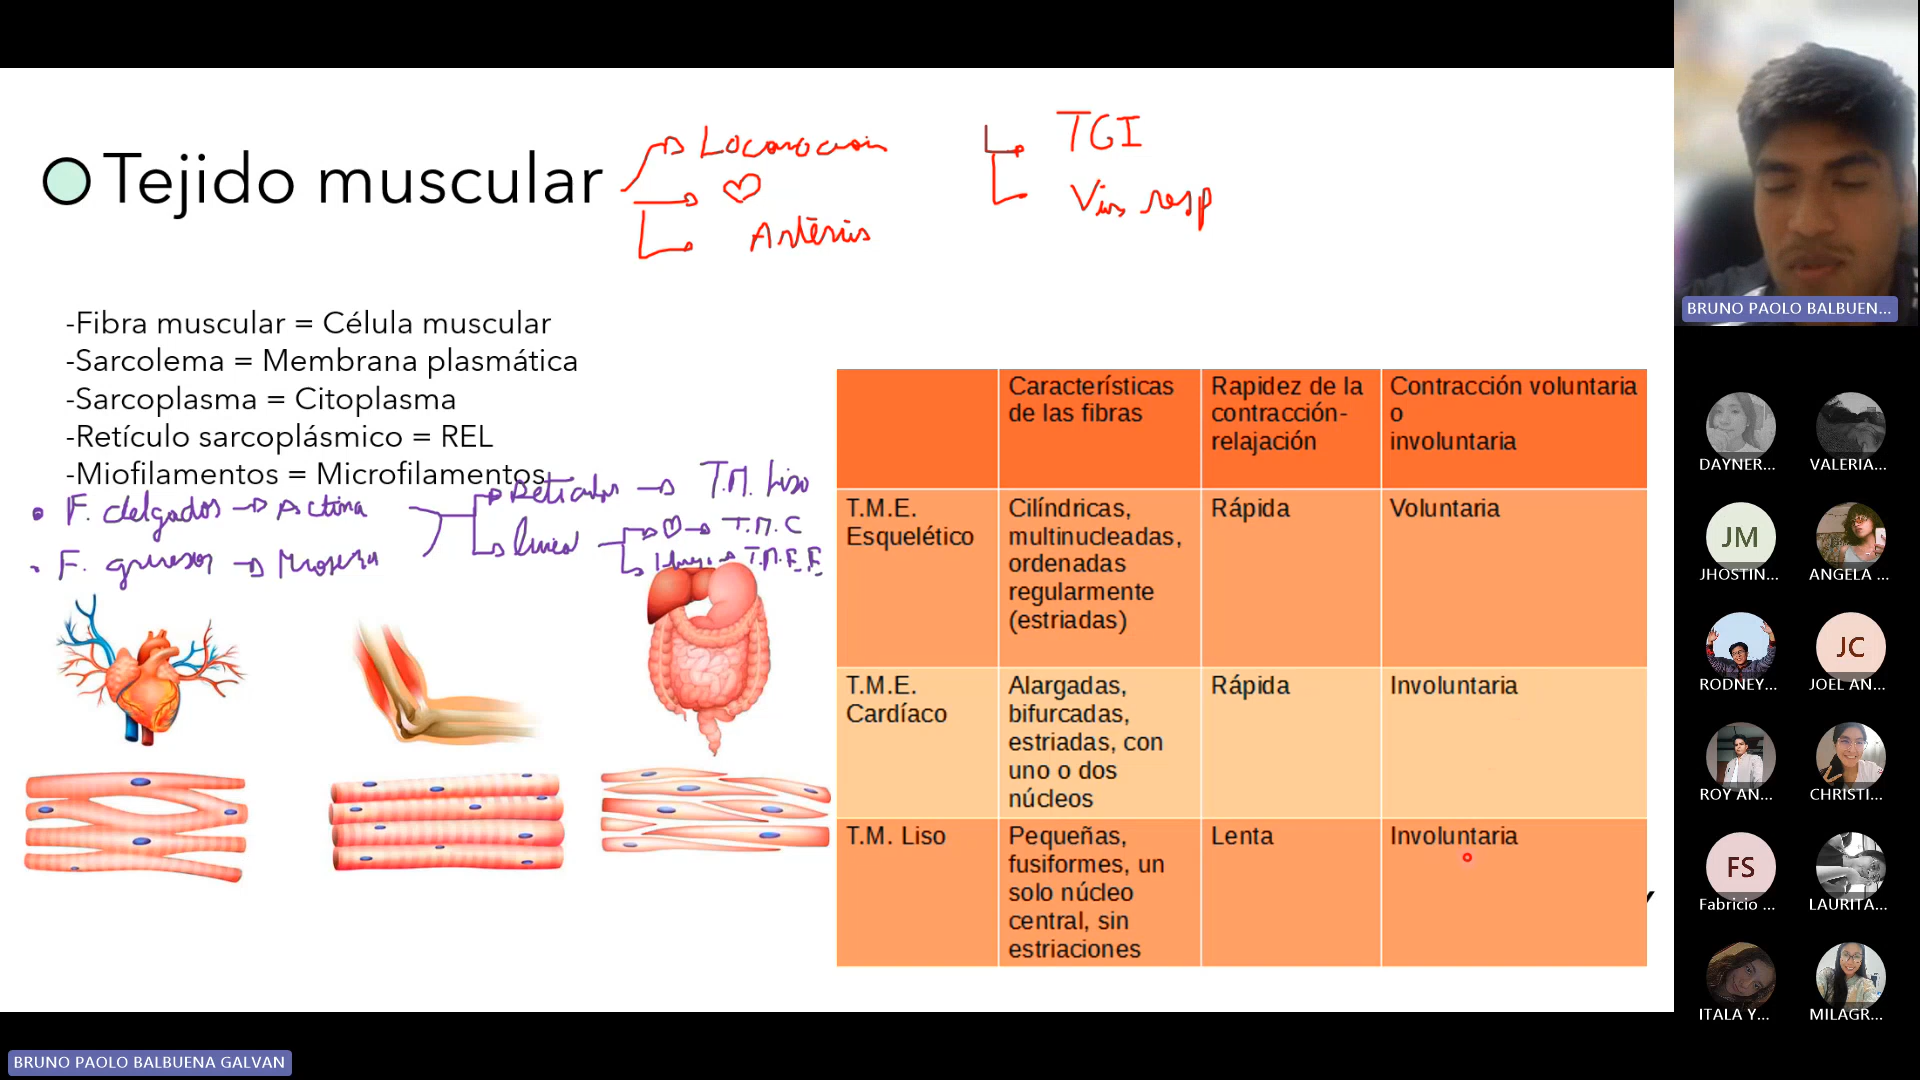 Tejido muscular
Locomocion
♡
Arterias
TGI
Vías resp
-Fibra muscular = Célula muscular
-Sarcolema = Membrana plasmática
-Sarcoplasma = Citoplasma
-Retículo sarcoplásmico = REL
-Miofilamentos = Microfilamentos
F. delgados → Actina
F. gruesos → Miosina
Reticular → T.M. Liso
lineal
♡ → T.M.C
T.M.E.E
Características de las fibras
Rapidez de la contracción-relajación
Contracción voluntaria o involuntaria
T.M.E. Esquelético
Cilíndricas, multinucleadas, ordenadas regularmente (estriadas)
Rápida
Voluntaria
T.M.E. Cardíaco
Alargadas, bifurcadas, estriadas, con uno o dos núcleos
Rápida
Involuntaria
T.M. Liso
Pequeñas, fusiformes, un solo núcleo central, sin estriaciones
Lenta
Involuntaria
BRUNO PAOLO BALBUEN...
DAYNER...
VALERIA...
JM
JHOSTIN...
ANGELA ...
RODNEY...
JC
JOEL AN...
ROY AN...
CHRISTI...
FS
Fabricio ...
LAURITA...
ITALA Y...
MILAGR...
BRUNO PAOLO BALBUENA GALVAN